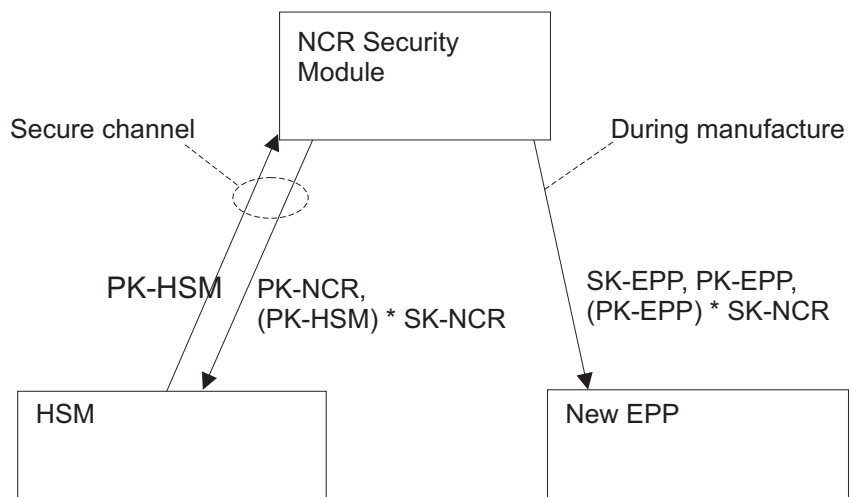 NCR Security
Module
Secure channel
During manufacture
PK-HSM
PK-NCR,
(PK-HSM) * SK-NCR
SK-EPP, PK-EPP,
(PK-EPP) * SK-NCR
HSM
New EPP